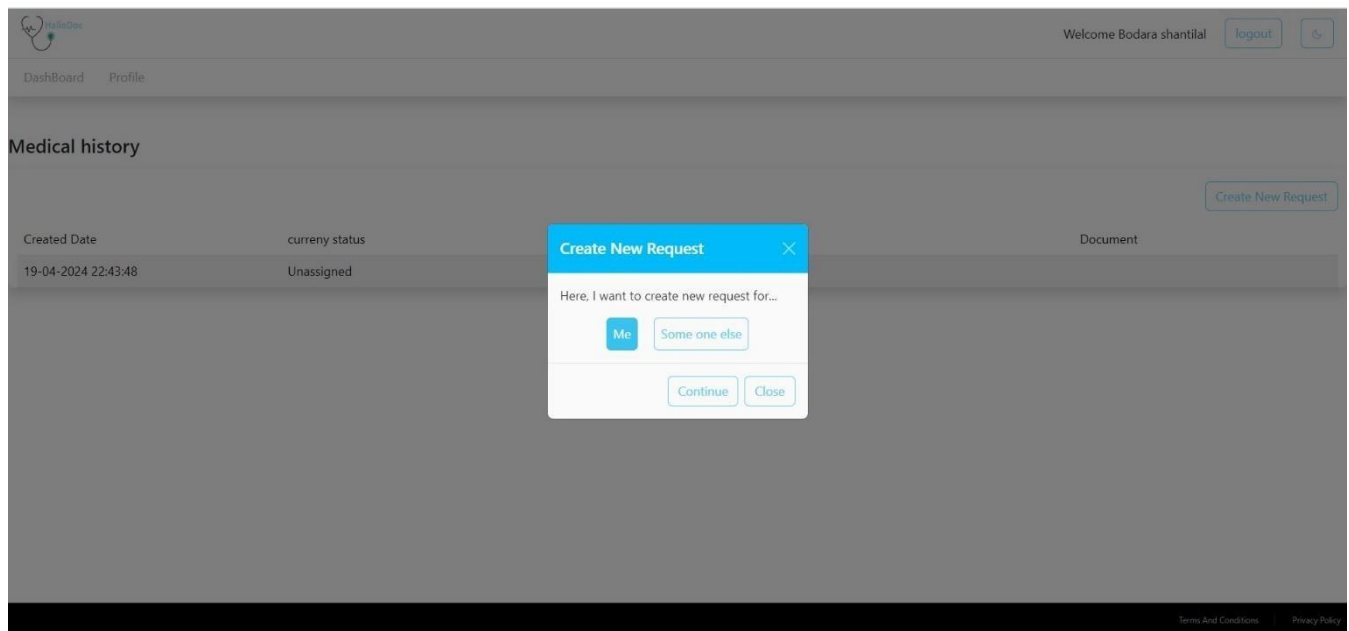 HalloDoc
Welcome Bodara shantilal logout
DashBoard Profile
Medical history
Create New Request
Created Date curreny status Document
19-04-2024 22:43:48 Unassigned
Create New Request
Here, I want to create new request for...
Me Some one else
Continue Close
Terms And Conditions Privacy Policy